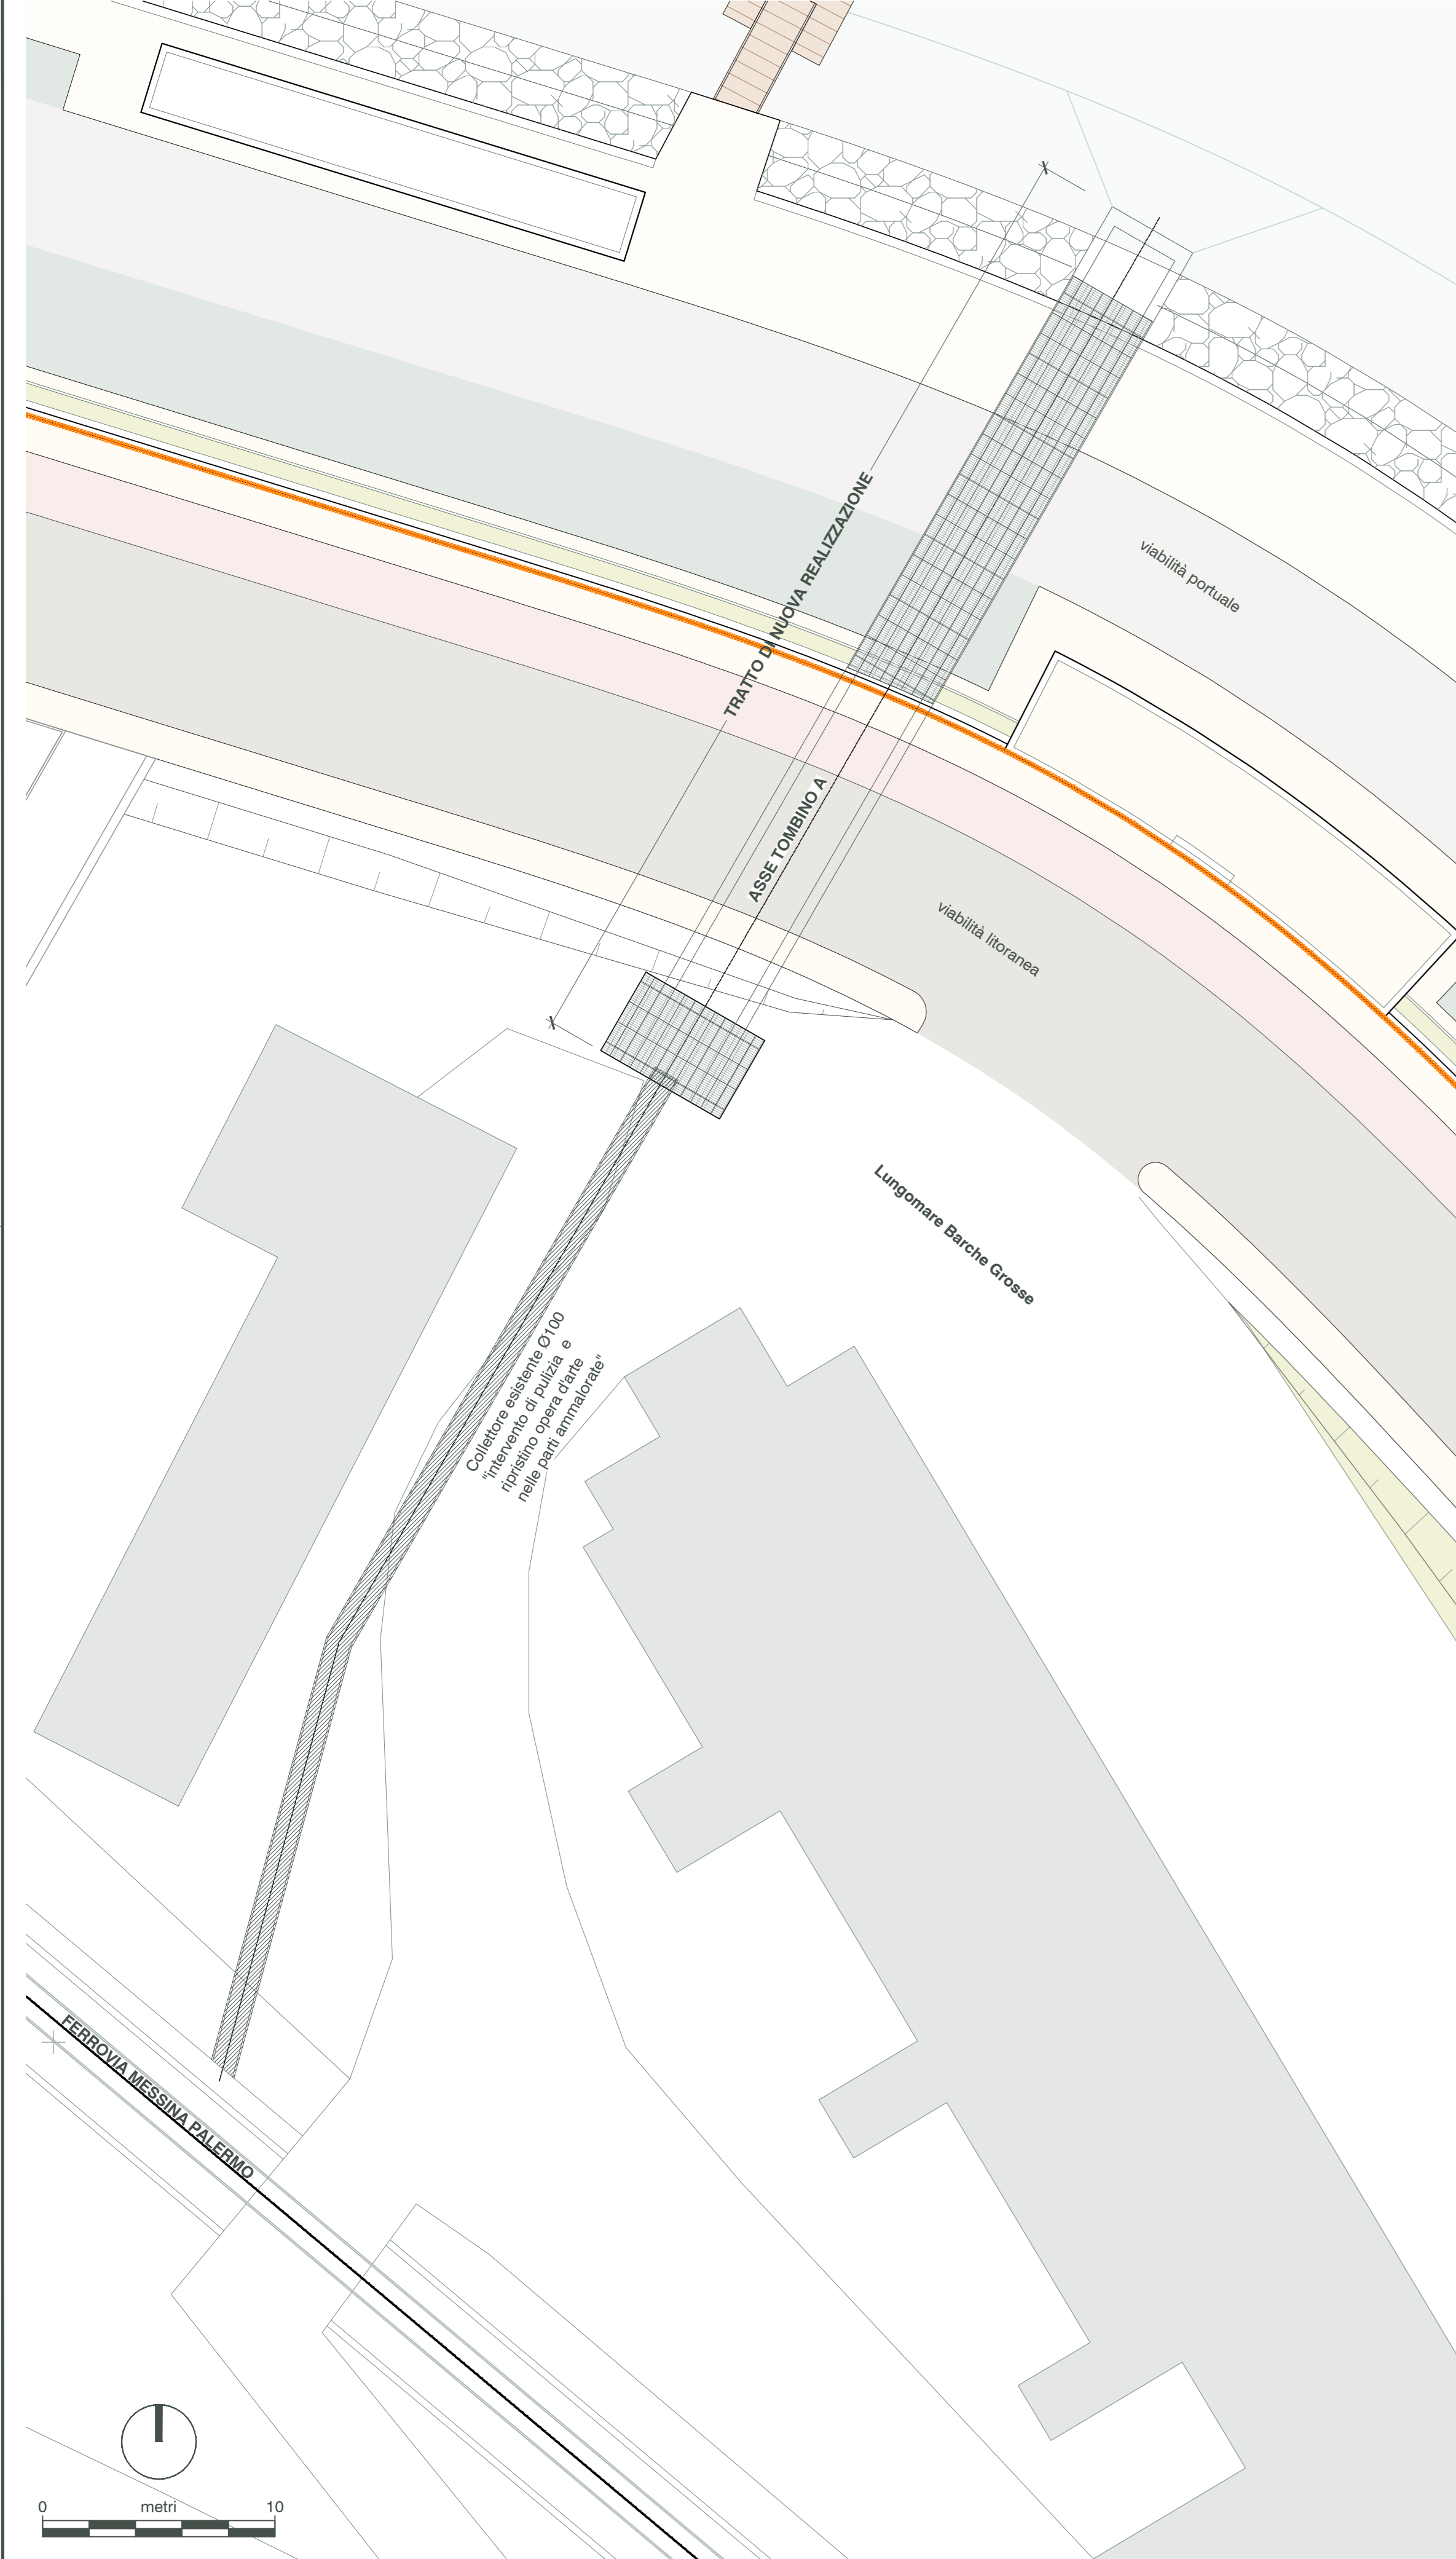 TRATTO DI NUOVA REALIZZAZIONE
viabilità portuale
ASSE TOMBINO A
viabilità litoranea
Lungomare Barche Grosse
Collettore esistente Ø100
"intervento di pulizia e
ripristino opera d'arte
nelle parti ammalorate"
FERROVIA MESSINA PALERMO
0 metri 10